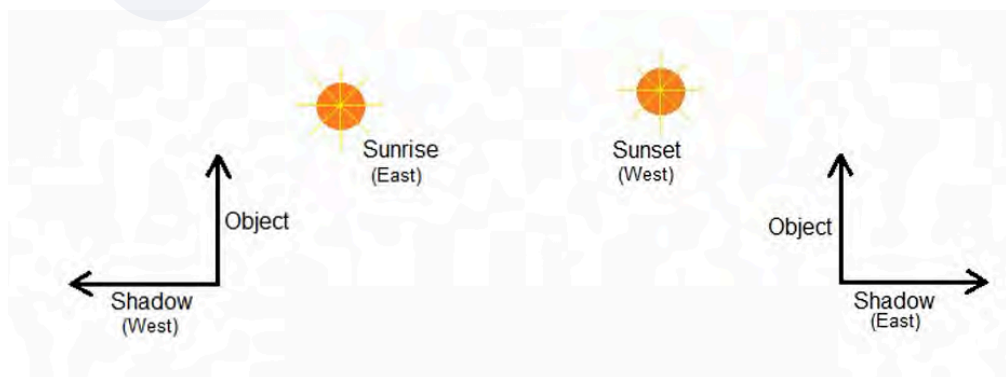 Sunrise
(East)
Object
Shadow
(West)
Sunset
(West)
Object
Shadow
(East)